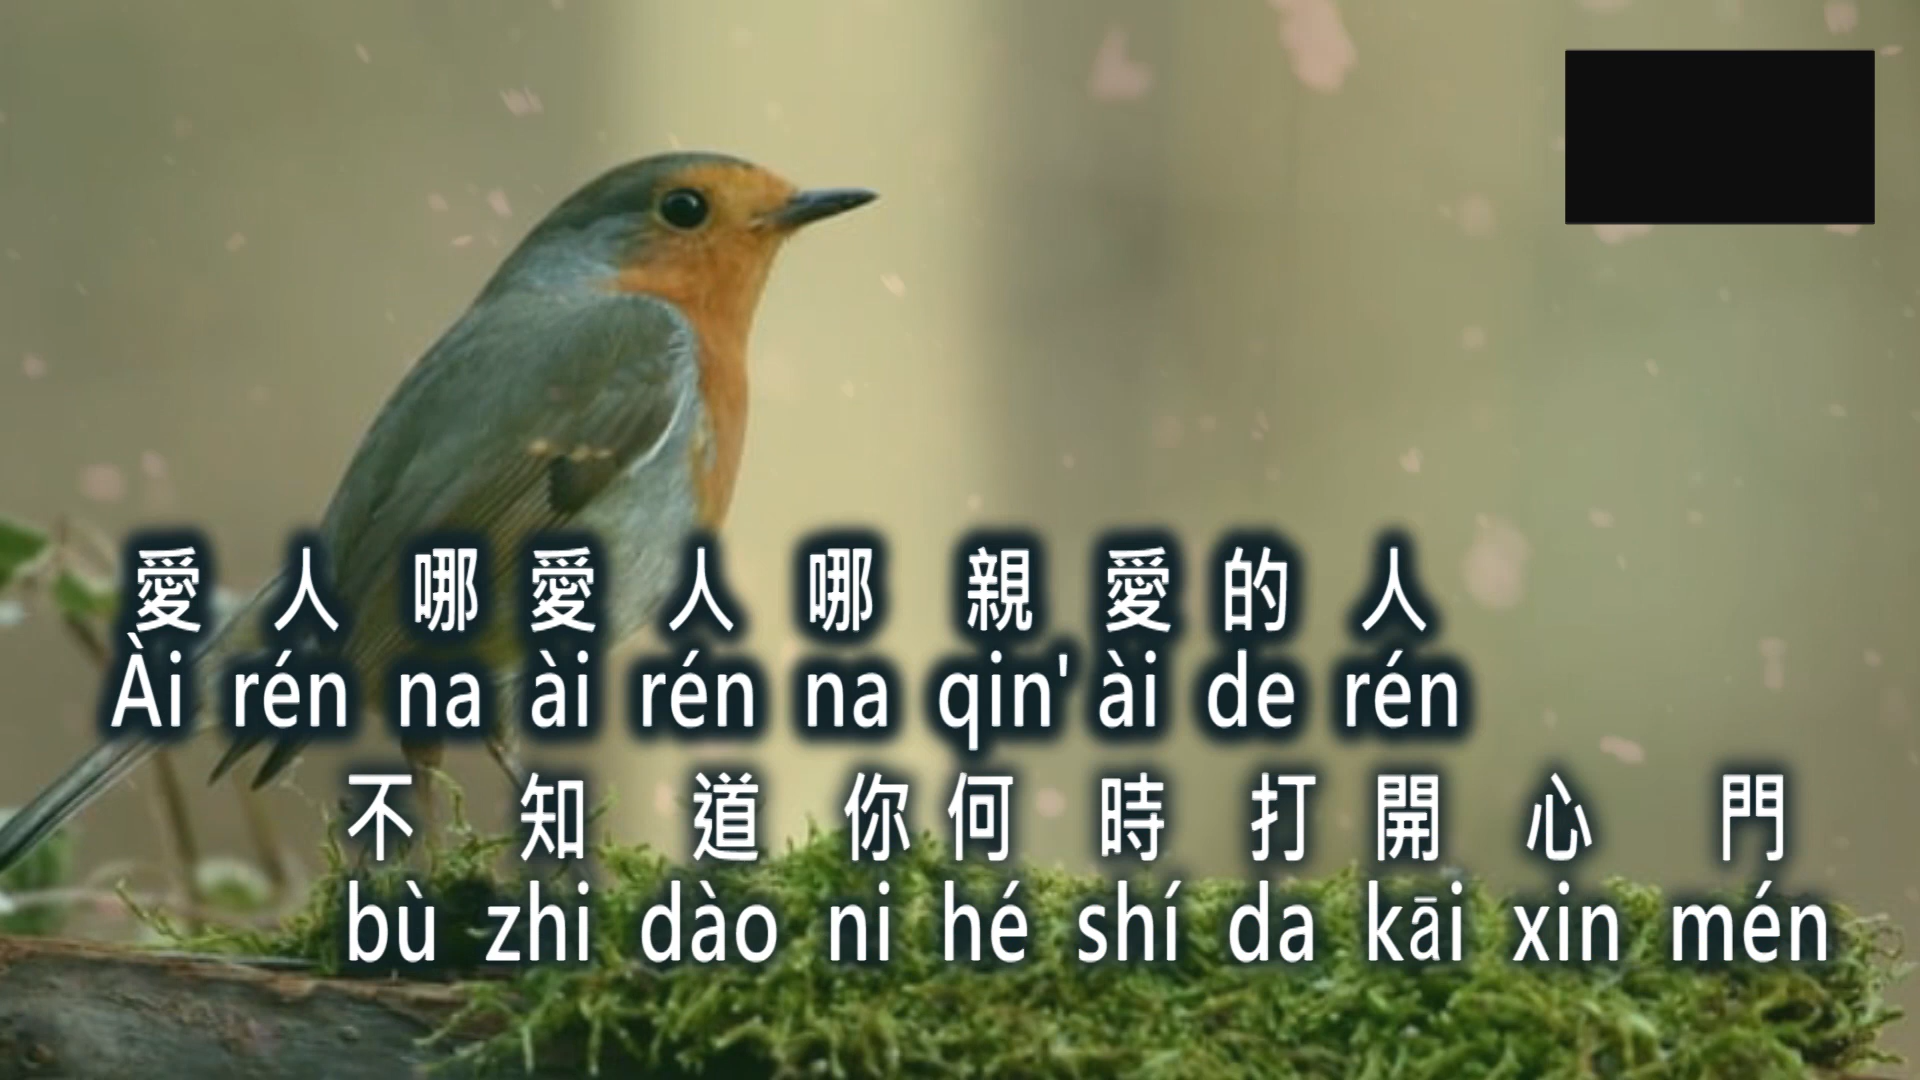 愛 人 哪 愛 人 哪 親 愛 的 人
Ài rén na ài rén na qin' ài de rén
不 知 道 你 何 時 打 開 心 門
bù zhi dào ni hé shí da kāi xin mén